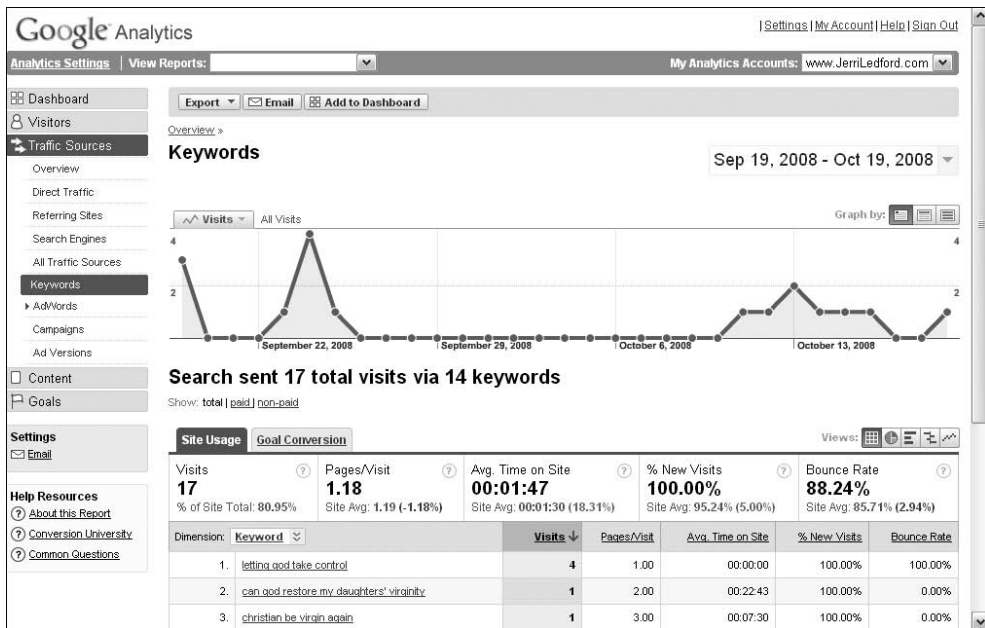 Google Analytics
| Settings | My Account | Help | Sign Out
Analytics Settings | View Reports:
My Analytics Accounts: www.JerriLedford.com
Dashboard
Visitors
Traffic Sources
Overview
Direct Traffic
Referring Sites
Search Engines
All Traffic Sources
Keywords
AdWords
Campaigns
Ad Versions
Content
Goals
Settings
Email
Help Resources
About this Report
Conversion University
Common Questions
Export Email Add to Dashboard
Overview »
Keywords
Sep 19, 2008 - Oct 19, 2008
Visits All Visits
Graph by:
4 4
2 2
September 22, 2008 September 29, 2008 October 6, 2008 October 13, 2008
Search sent 17 total visits via 14 keywords
Show: total | paid | non-paid
Site Usage Goal Conversion
Views:
Visits ? Pages/Visit ? Avg. Time on Site ? % New Visits ? Bounce Rate ?
17 1.18 00:01:47 100.00% 88.24%
% of Site Total: 80.95% Site Avg: 1.19 (-1.18%) Site Avg: 00:01:30 (18.31%) Site Avg: 95.24% (5.00%) Site Avg: 85.71% (2.94%)
Dimension: Keyword Visits ↓ Pages/Visit Avg. Time on Site % New Visits Bounce Rate
1. letting god take control 4 1.00 00:00:00 100.00% 100.00%
2. can god restore my daughters' virginity 1 2.00 00:22:43 100.00% 0.00%
3. christian be virgin again 1 3.00 00:07:30 100.00% 0.00%